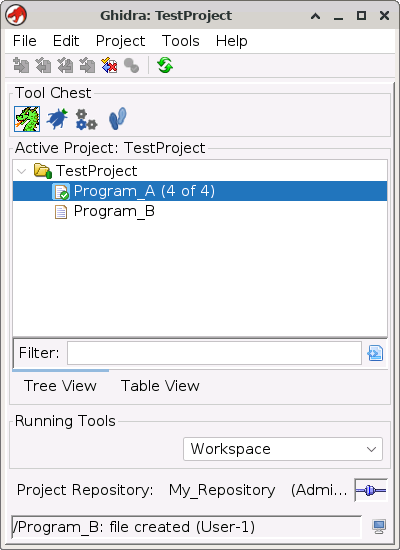 Ghidra: TestProject
File Edit Project Tools Help
Tool Chest
Active Project: TestProject
TestProject
Program_A (4 of 4)
Program_B
Filter:
Tree View Table View
Running Tools
Workspace
Project Repository: My_Repository (Admi...
/Program_B: file created (User-1)